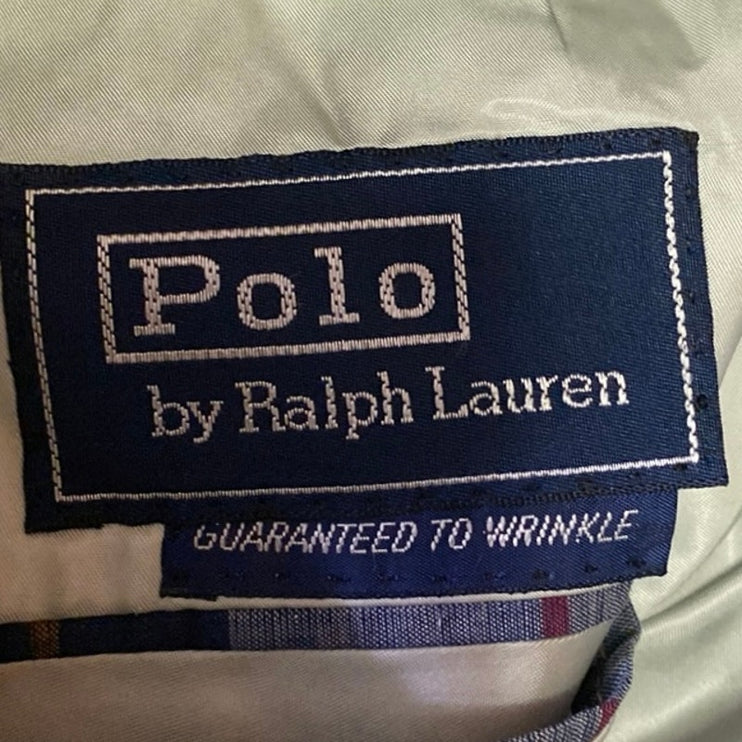 Polo
by Ralph Lauren
GUARANTEED TO WRINKLE